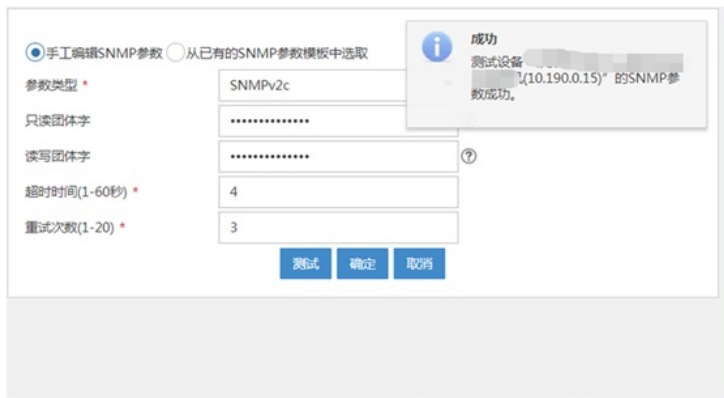 手工编辑SNMP参数 从已有的SNMP参数模板中选取
成功
测试设备
(10.190.0.15)”的SNMP参
数成功。
参数类型 * SNMPv2c
只读团体字 ••••••••••••••
读写团体字 •••••••••••••• ?
超时时间(1-60秒) * 4
重试次数(1-20) * 3
测试 确定 取消